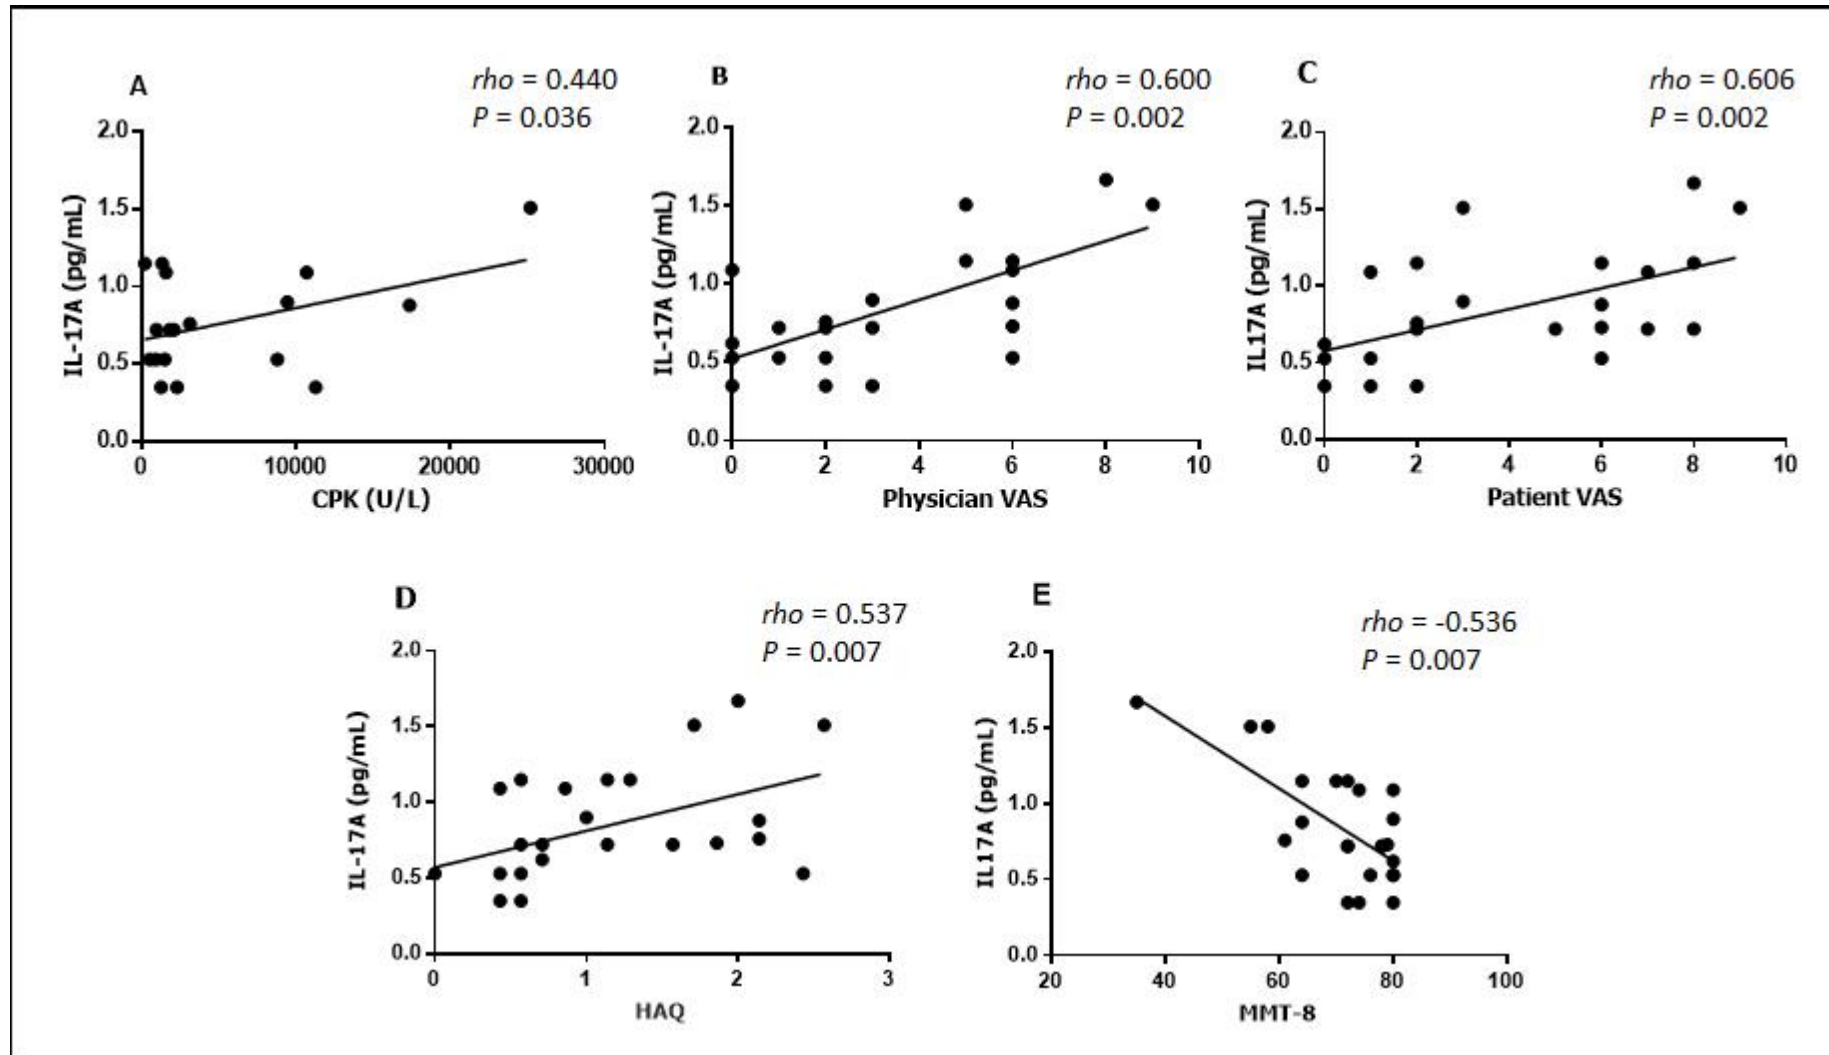 A
rho = 0.440
P = 0.036
2.0
1.5
1.0
0.5
0.0
IL-17A (pg/mL)
0 10000 20000 30000
CPK (U/L)
B
rho = 0.600
P = 0.002
2.0
1.5
1.0
0.5
0.0
IL-17A (pg/mL)
0 2 4 6 8 10
Physician VAS
C
rho = 0.606
P = 0.002
2.0
1.5
1.0
0.5
0.0
IL17A (pg/mL)
0 2 4 6 8 10
Patient VAS
D
rho = 0.537
P = 0.007
2.0
1.5
1.0
0.5
0.0
IL-17A (pg/mL)
0 1 2 3
HAQ
E
rho = -0.536
P = 0.007
2.0
1.5
1.0
0.5
0.0
IL17A (pg/mL)
20 40 60 80 100
MMT-8